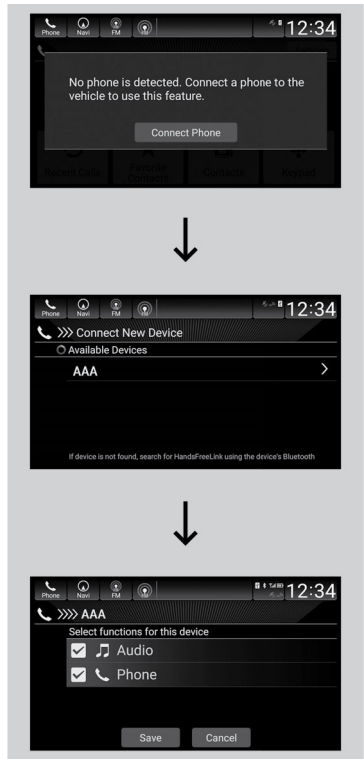 Phone Navi FM 12:34
No phone is detected. Connect a phone to the
vehicle to use this feature.
Connect Phone
Recent Calls Favorite Contacts Keypad
Contacts
Phone Navi FM 12:34
Connect New Device
Available Devices
AAA
If device is not found, search for HandsFreeLink using the device's Bluetooth
Phone Navi FM 12:34
AAA
Select functions for this device
Audio
Phone
Save Cancel